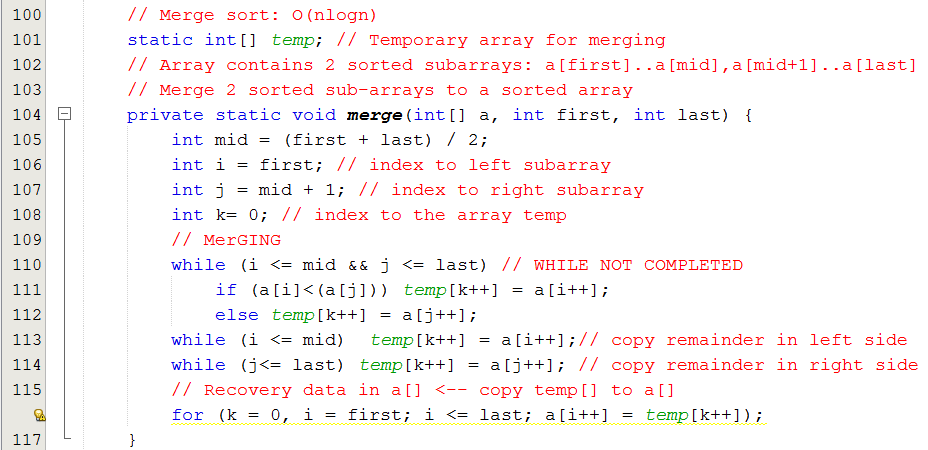 100 // Merge sort: O(nlogn)
101 static int[] temp; // Temporary array for merging
102 // Array contains 2 sorted subarrays: a[first]..a[mid],a[mid+1]..a[last]
103 // Merge 2 sorted sub-arrays to a sorted array
104 private static void merge(int[] a, int first, int last) {
105 int mid = (first + last) / 2;
106 int i = first; // index to left subarray
107 int j = mid + 1; // index to right subarray
108 int k= 0; // index to the array temp
109 // MerGING
110 while (i <= mid && j <= last) // WHILE NOT COMPLETED
111 if (a[i]<(a[j])) temp[k++] = a[i++];
112 else temp[k++] = a[j++];
113 while (i <= mid)  temp[k++] = a[i++];// copy remainder in left side
114 while (j<= last) temp[k++] = a[j++]; // copy remainder in right side
115 // Recovery data in a[] <-- copy temp[] to a[]
for (k = 0, i = first; i <= last; a[i++] = temp[k++]);
117 }